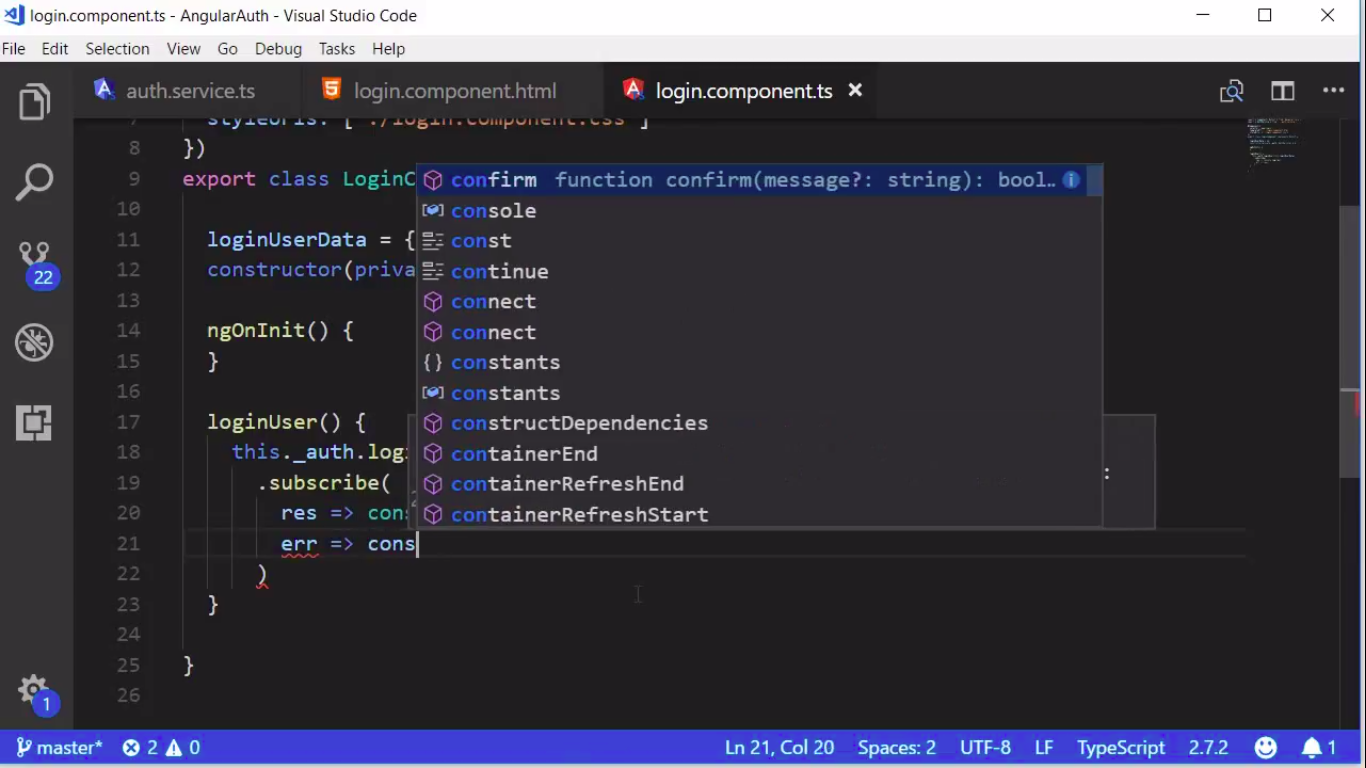 login.component.ts - AngularAuth - Visual Studio Code
File Edit Selection View Go Debug Tasks Help
auth.service.ts login.component.html login.component.ts
7 styleUrls: ['./login.component.css']
8 })
9 export class LoginC
10
11 loginUserData = {
12 constructor(priva
13
14 ngOnInit() {
15 }
16
17 loginUser() {
18 this._auth.logi
19 .subscribe(
20 res => cons
21 err => cons
22 )
23 }
24
25 }
26
confirm function confirm(message?: string): bool…
console
const
continue
connect
connect
constants
constants
constructDependencies
containerEnd
containerRefreshEnd
containerRefreshStart
:
22
1
master* 2 0 Ln 21, Col 20 Spaces: 2 UTF-8 LF TypeScript 2.7.2 1